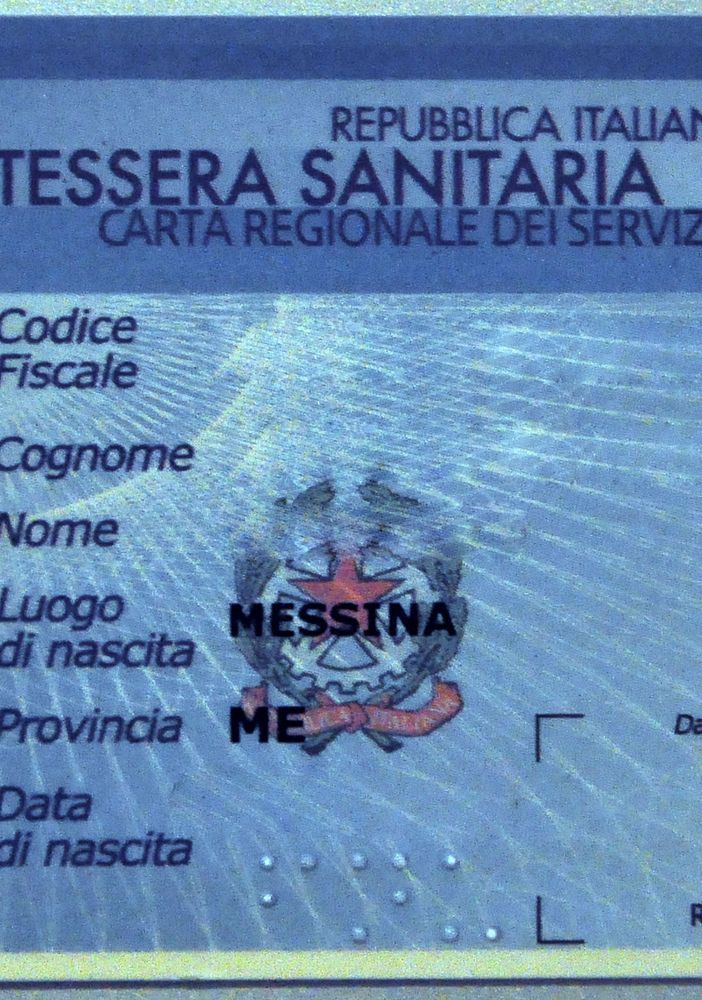 REPUBBLICA ITALIAN
TESSERA SANITARIA
CARTA REGIONALE DEI SERVIZ
Codice
Fiscale
Cognome
Nome
Luogo
di nascita MESSINA
Provincia ME
Da
Data
di nascita
R